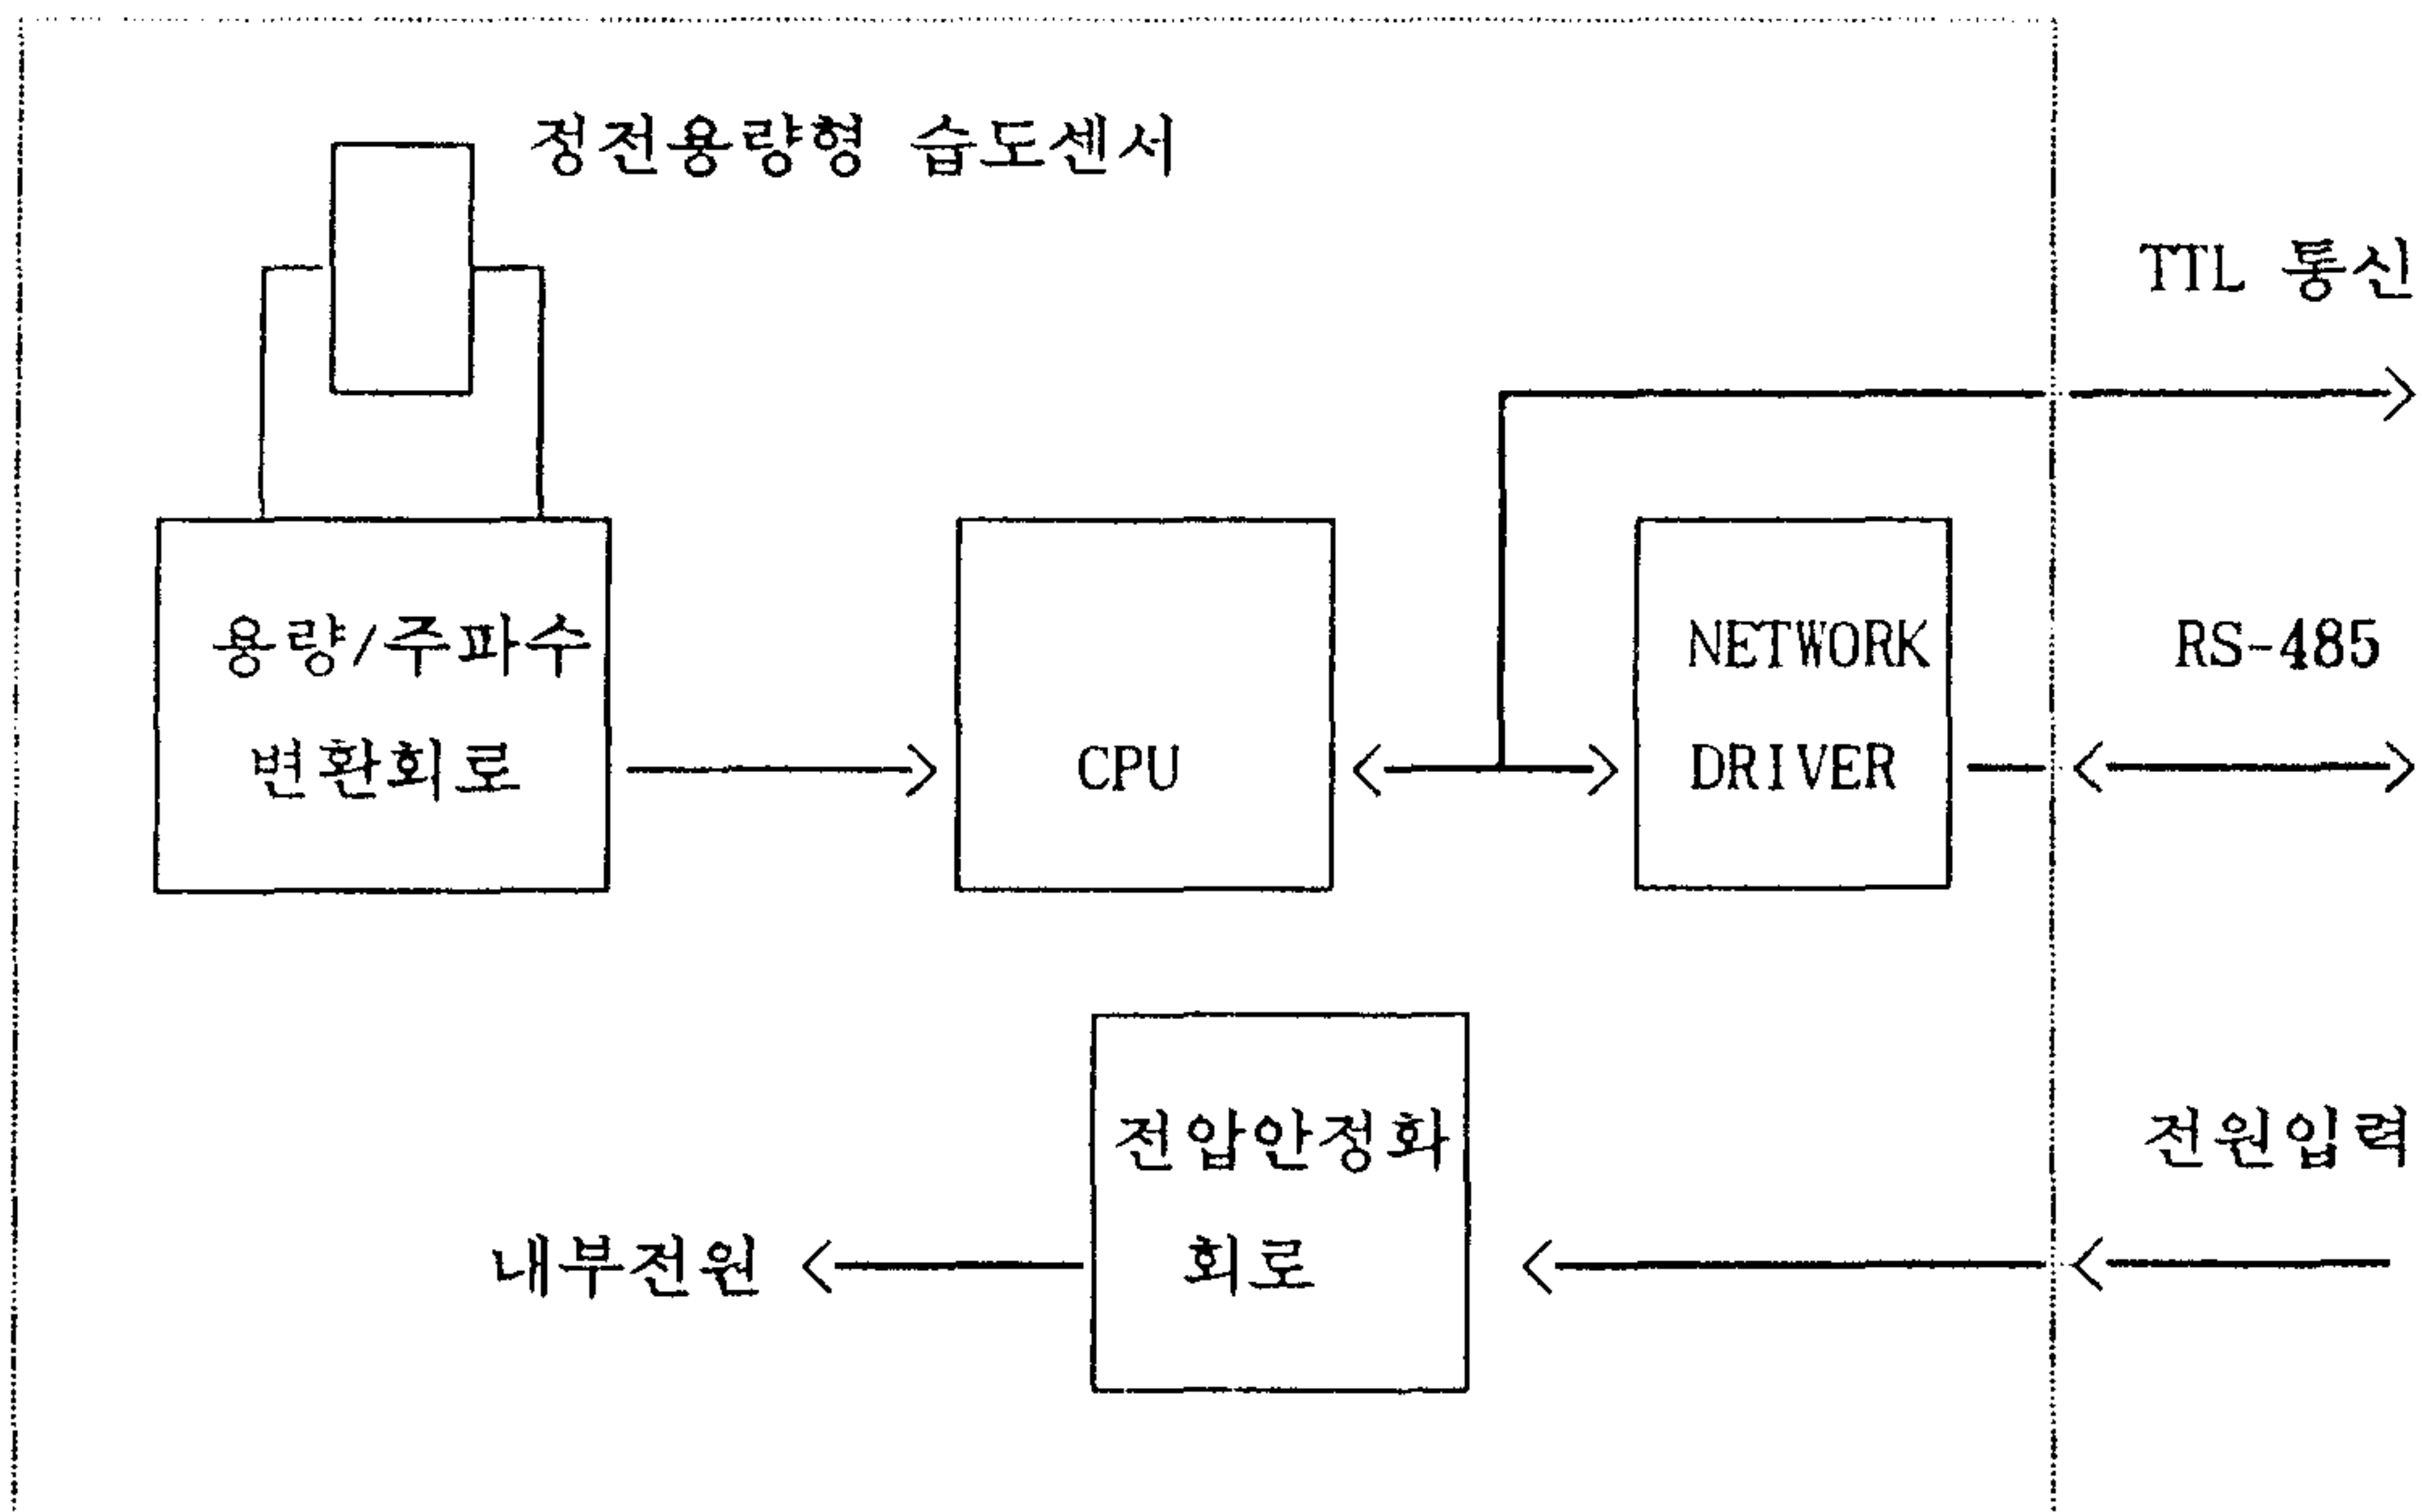 정전용량형 습도센서
TTL 통신
용량/주파수
변환회로
CPU
NETWORK
DRIVER
RS-485
전압안정화
회로
전원입력
내부전원